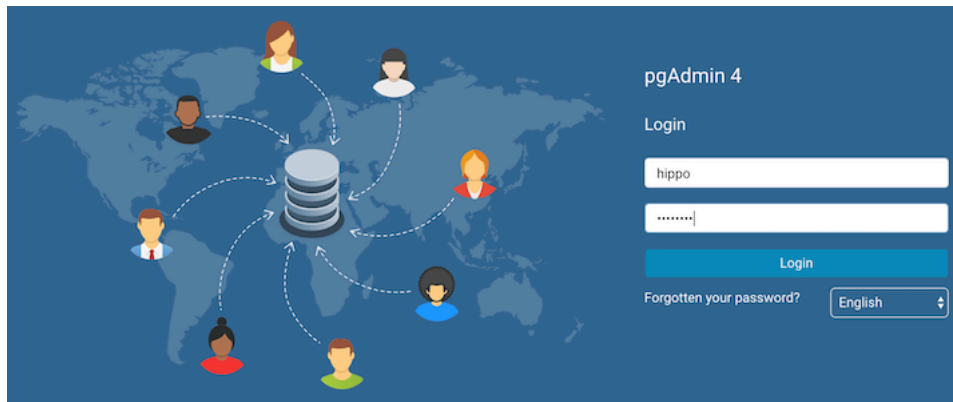 pgAdmin 4
Login
hippo
••••••••
Login
Forgotten your password?
English